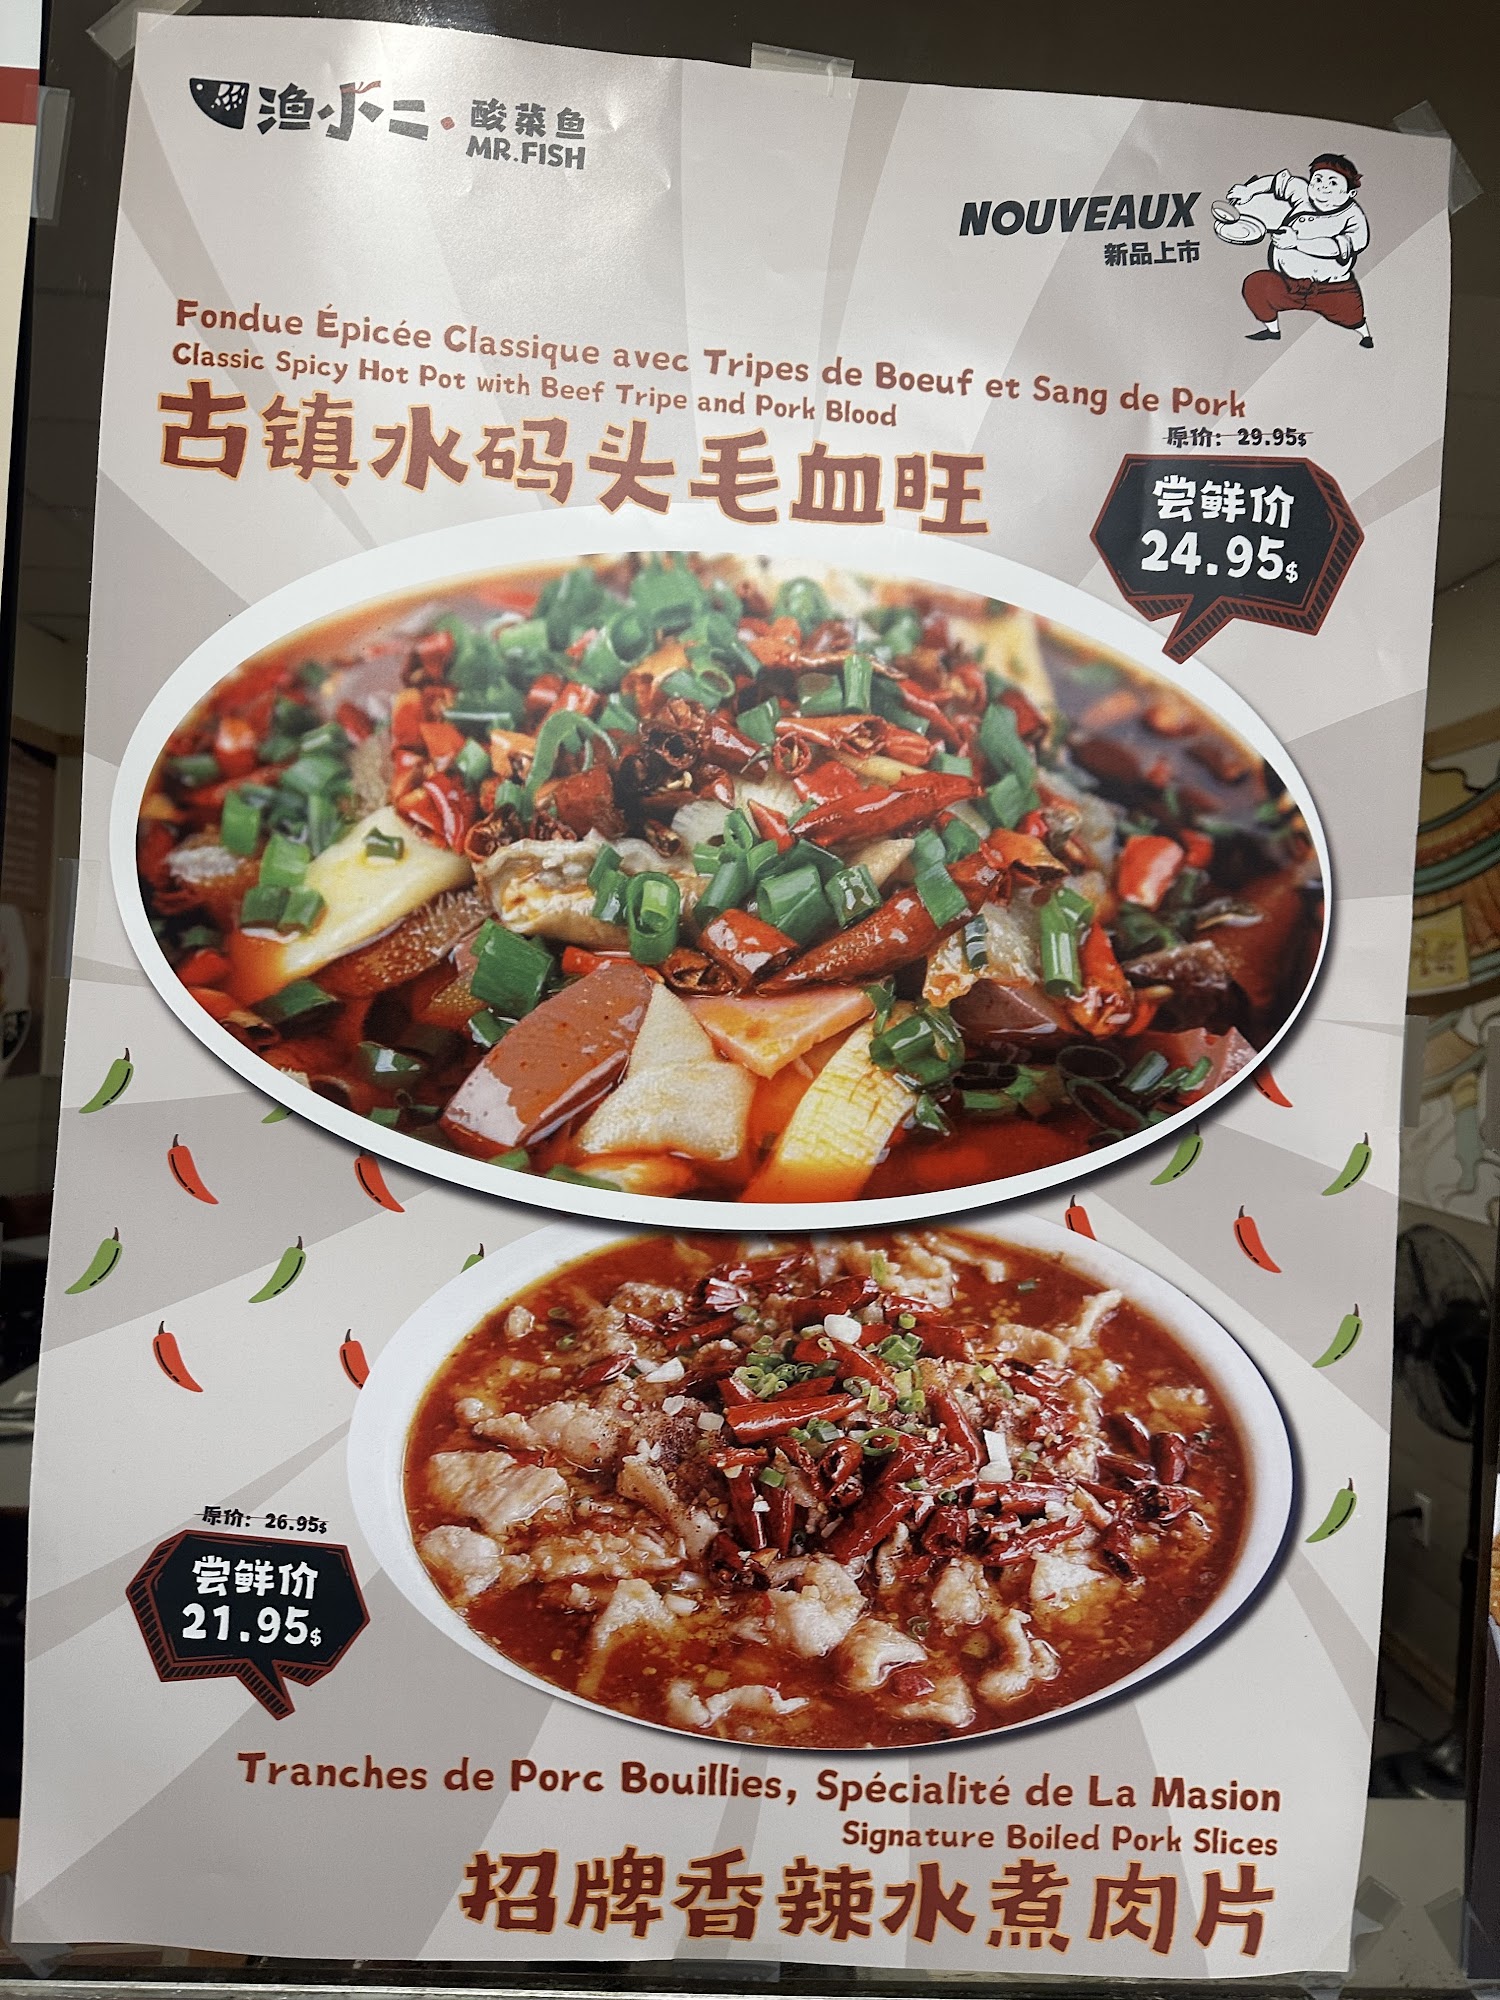 渔小二·酸菜鱼
MR.FISH
NOUVEAUX
新品上市
Fondue Épicée Classique avec Tripes de Boeuf et Sang de Pork
Classic Spicy Hot Pot with Beef Tripe and Pork Blood
古镇水码头毛血旺
原价：29.95$
尝鲜价
24.95$
原价：26.95$
尝鲜价
21.95$
Tranches de Porc Bouillies, Spécialité de La Masion
Signature Boiled Pork Slices
招牌香辣水煮肉片